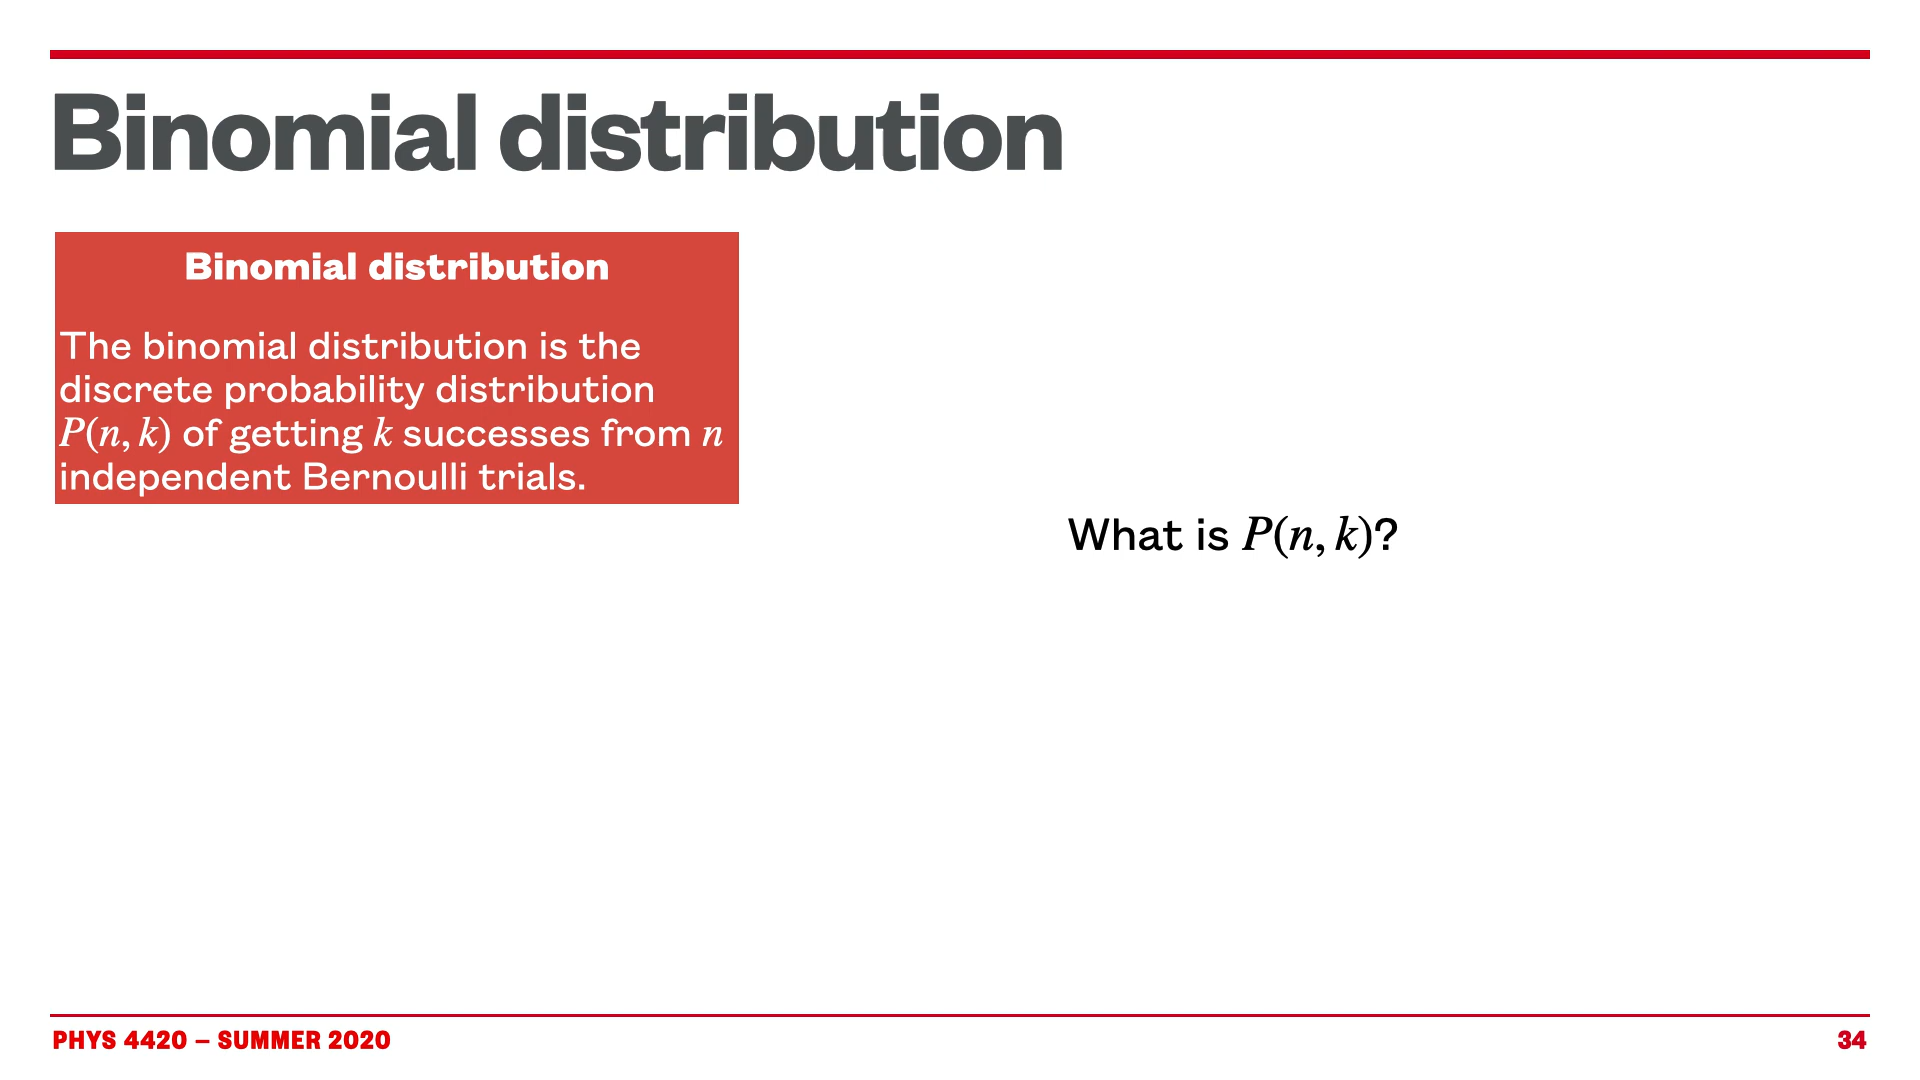 Binomial distribution
Binomial distribution
The binomial distribution is the
discrete probability distribution
P(n, k) of getting k successes from n
independent Bernoulli trials.
What is P(n, k)?
PHYS 4420 – SUMMER 2020
34